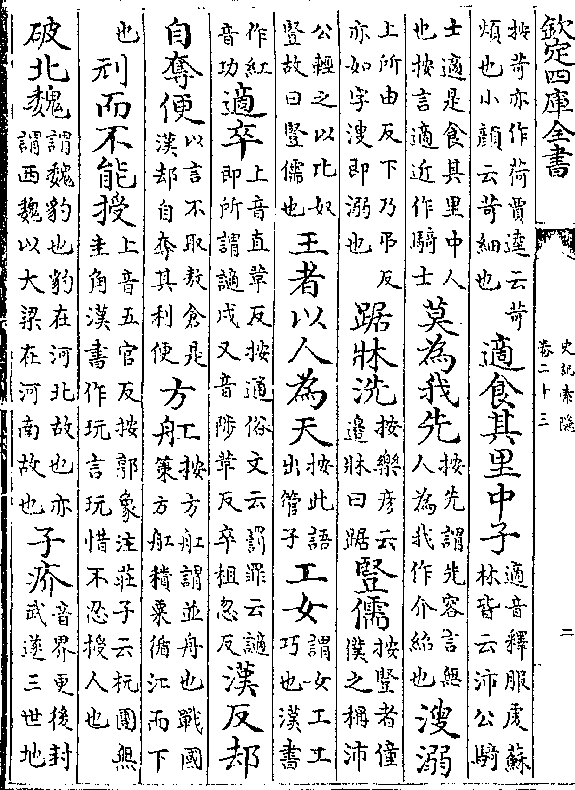 欽定四庫全書
史記索隱
卷二十三
二
按苛亦作荷賈逵云苛煩也小顔云苛細也適食其里中子適音釋服䖍蘇林皆云沛公騎
士適是食其里中人也按言適近作騎士莫為我先按先謂先容言無人為我作介紹也溲溺
上所由反下乃弔反亦如字溲即溺也踞牀洗按樂彦云邊牀曰踞豎儒按豎者僮僕之稱沛
公輕之以比奴豎故曰豎儒也王者以人為天按此語出管子工女謂女工工巧也漢書
作紅音功適卒上音直革反按通俗文云罰罪云讁即所謂讁戍又音陟革反卒祖忽反漢反却
自奪便以言不取敖倉是漢却自奪其利便方舡按方舡謂並舟也戰國策方舡積粟循江而下
也刓而不能授上音五官反按郭象注莊子云杬團無圭角漢書作玩言玩惜不忍授人也
破北魏謂魏豹也豹在河北故也亦謂西魏以大梁在河南故也子疥音界更後封武遂三世地